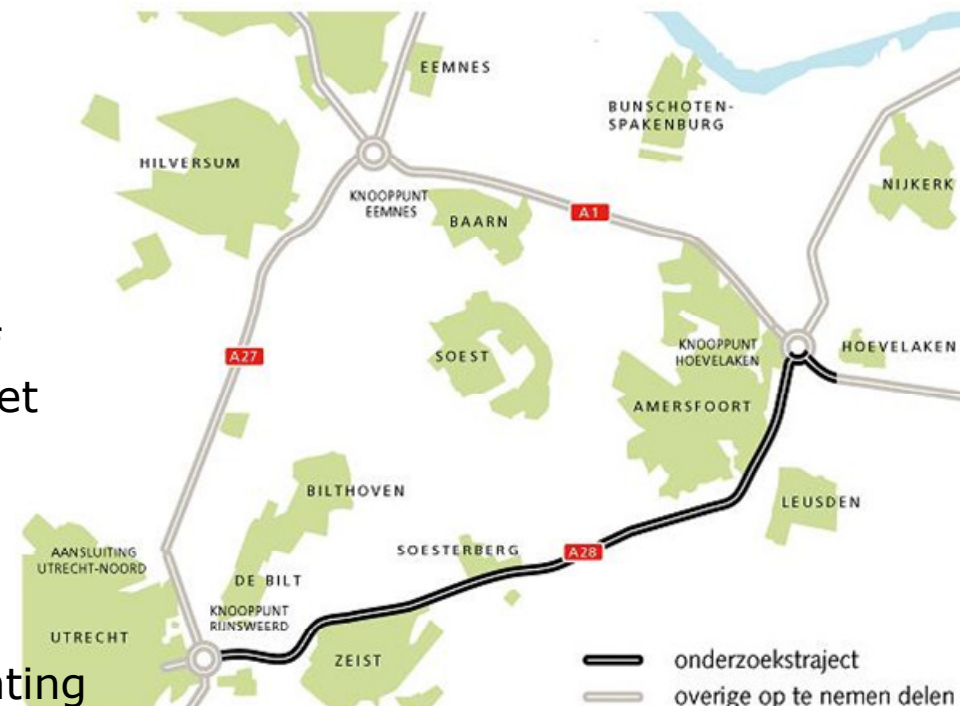 EEMNES
BUNSCHOTEN-
SPAKENBURG
HILVERSUM
NIJKERK
KNOOPPUNT
EEMNES
BAARN
A1
A27
SOEST
KNOOPPUNT
HOEVELAKEN
HOEVELAKEN
et
AMERSFOORT
BILTHOVEN
LEUSDEN
AANSLUITING
UTRECHT-NOORD
SOESTERBERG
A28
DE BILT
KNOOPPUNT
RIJNSWEERD
UTRECHT
ZEIST
onderzoekstraject
nting
overige op te nemen delen